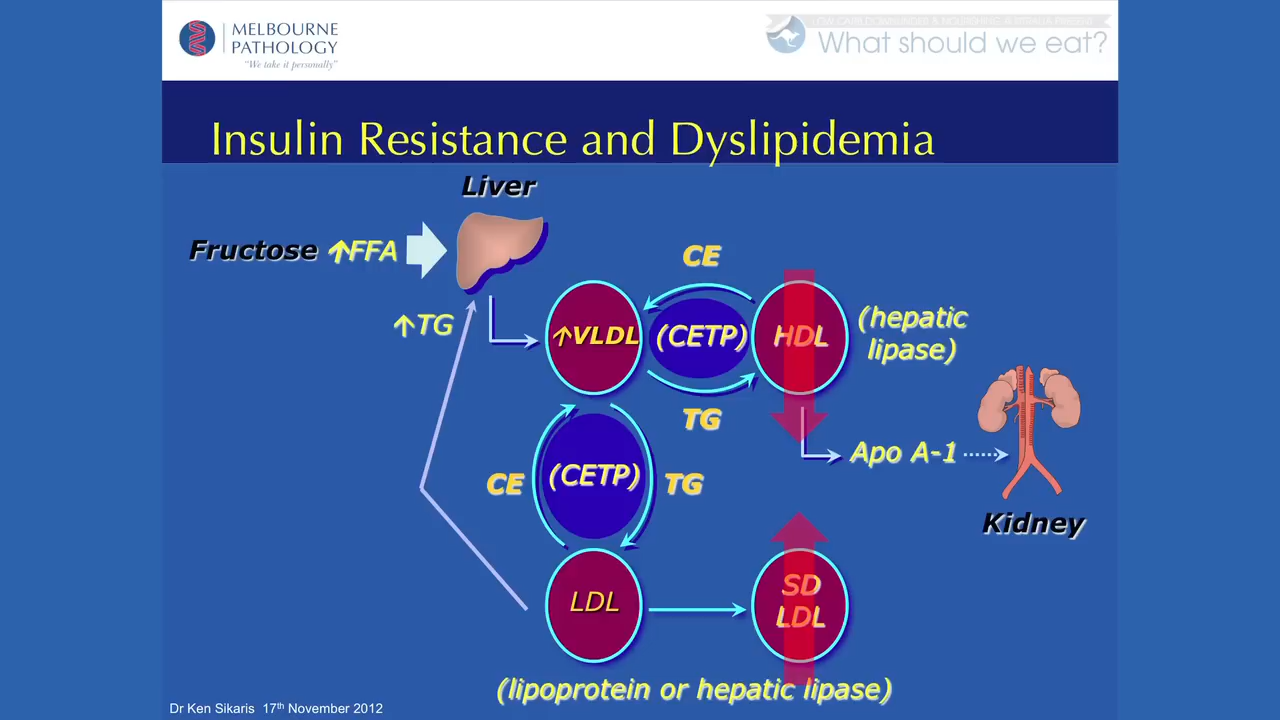 MELBOURNE
PATHOLOGY
“We take it personally”
What should we eat?
Insulin Resistance and Dyslipidemia
Liver
Fructose ↑FFA
CE
↑TG
↑VLDL
(CETP)
HDL
(hepatic
lipase)
TG
Apo A-1
CE
(CETP)
TG
Kidney
LDL
SD
LDL
(lipoprotein or hepatic lipase)
Dr Ken Sikaris 17th November 2012